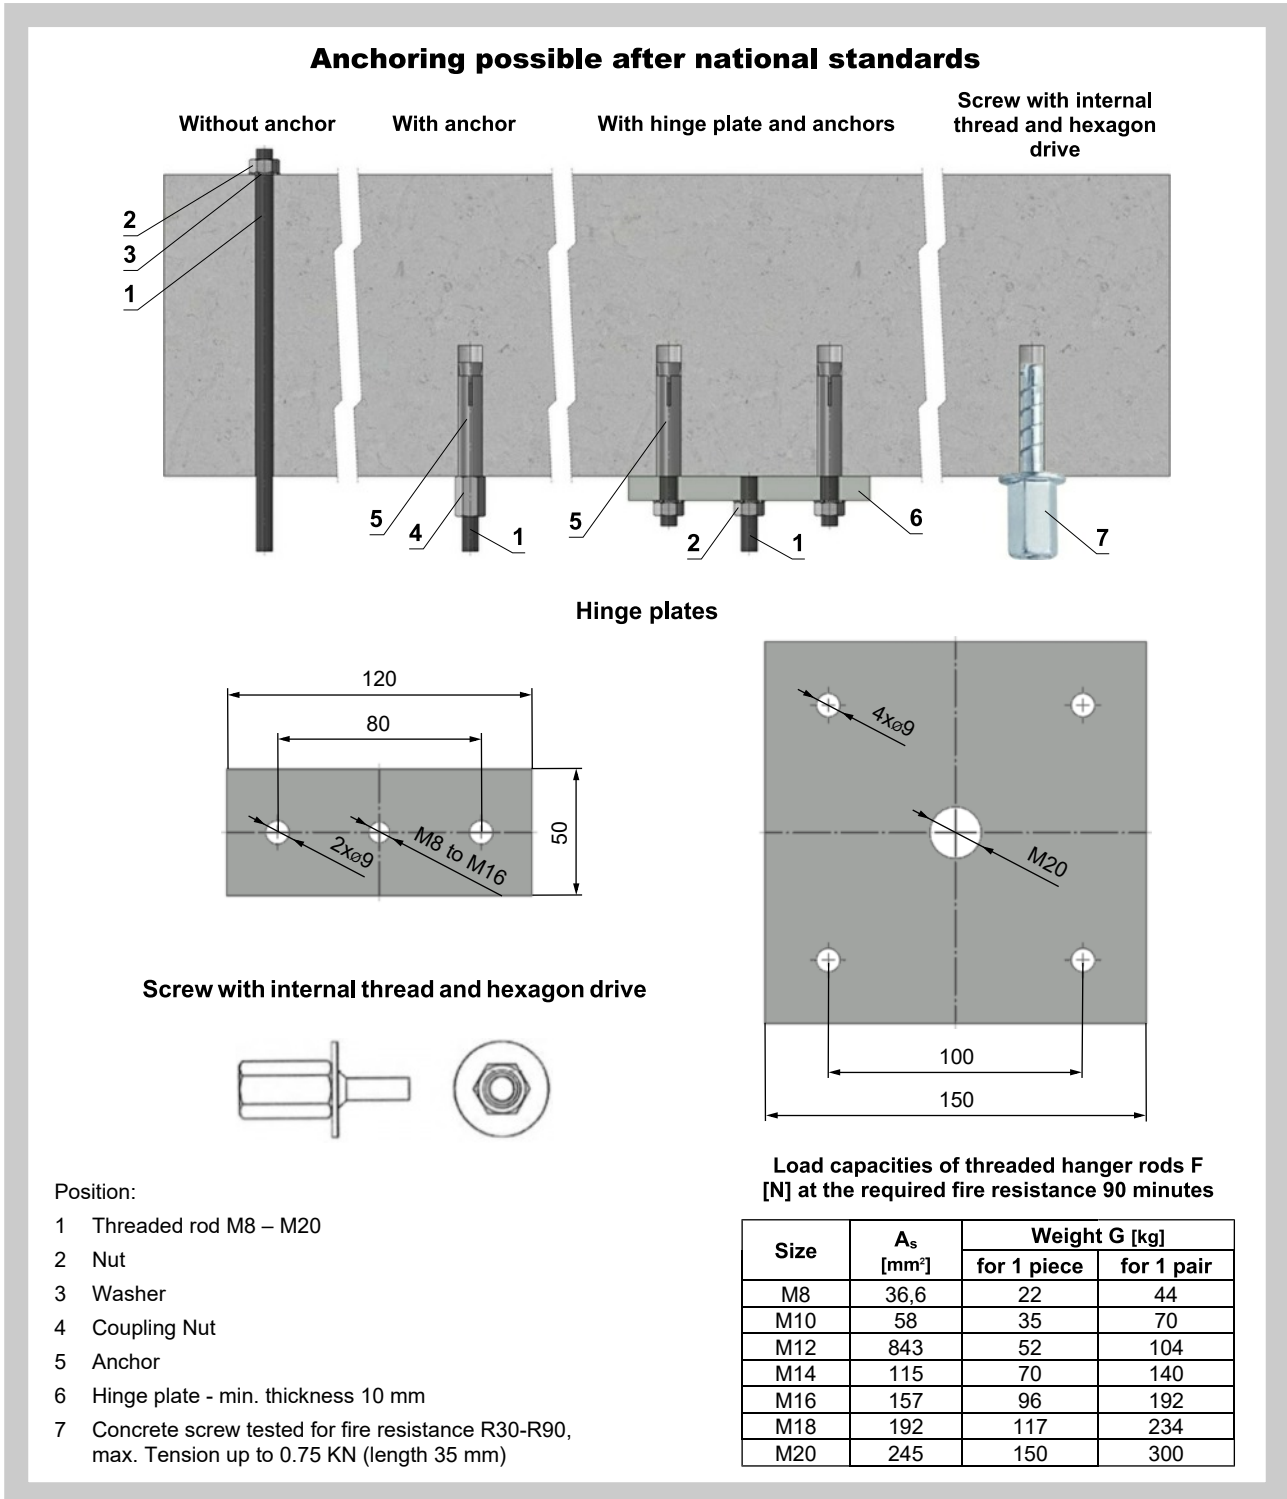 Anchoring possible after national standards
Without anchor
With anchor
With hinge plate and anchors
Screw with internal
thread and hexagon
drive
2
3
1
5
4
1
5
2
1
6
7
Hinge plates
120
80
50
2xø9
M8 to M16
4xø9
M20
100
150
Screw with internal thread and hexagon drive
Position:
1 Threaded rod M8 – M20
2 Nut
3 Washer
4 Coupling Nut
5 Anchor
6 Hinge plate - min. thickness 10 mm
7 Concrete screw tested for fire resistance R30-R90,
max. Tension up to 0.75 KN (length 35 mm)
Load capacities of threaded hanger rods F
[N] at the required fire resistance 90 minutes
Size As [mm²] Weight G [kg]
for 1 piece for 1 pair
M8 36,6 22 44
M10 58 35 70
M12 843 52 104
M14 115 70 140
M16 157 96 192
M18 192 117 234
M20 245 150 300